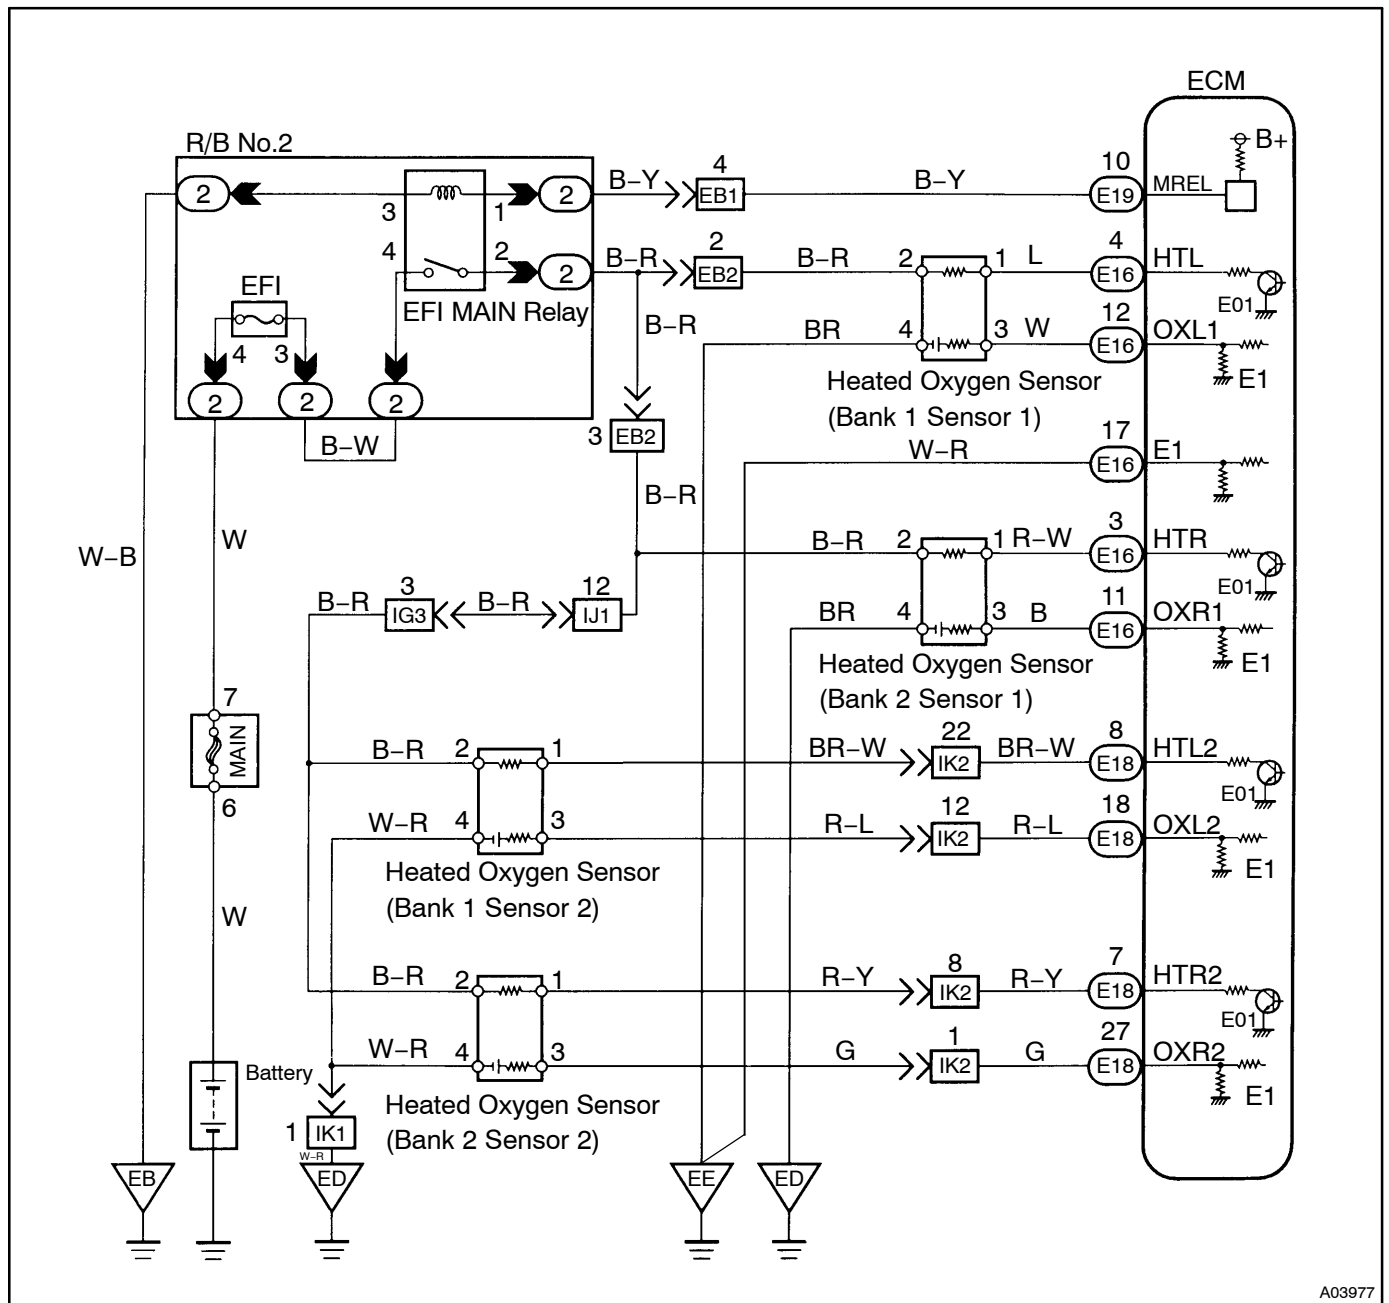 ECM
R/B No.2
B+
4
10
2
B–Y
B–Y
2
EB1
E19
MREL
3
1
2
4
4
2
B–R
B–R
2
1
L
HTL
2
EB2
E16
EFI
EFI MAIN Relay
E01
12
B–R
BR
4
3
W
OXL1
E16
4
3
E1
Heated Oxygen Sensor
2
2
2
(Bank 1 Sensor 1)
17
3
EB2
B–W
W–R
E1
E16
B–R
3
W
B–R
2
1
R–W
HTR
W–B
E16
3
12
E01
11
B–R
B–R
BR
4
3
B
OXR1
IG3
IJ1
E16
E1
Heated Oxygen Sensor
(Bank 2 Sensor 1)
7
22
8
B–R
2
1
BR–W
BR–W
HTL2
MAIN
IK2
E18
6
E01
12
18
W–R
4
3
R–L
R–L
OXL2
IK2
E18
E1
Heated Oxygen Sensor
(Bank 1 Sensor 2)
W
8
7
B–R
2
1
R–Y
R–Y
HTR2
IK2
E18
E01
1
27
W–R
4
3
G
G
OXR2
Battery
IK2
E18
E1
Heated Oxygen Sensor
1
IK1
(Bank 2 Sensor 2)
W–R
EB
ED
EE
ED
A03977